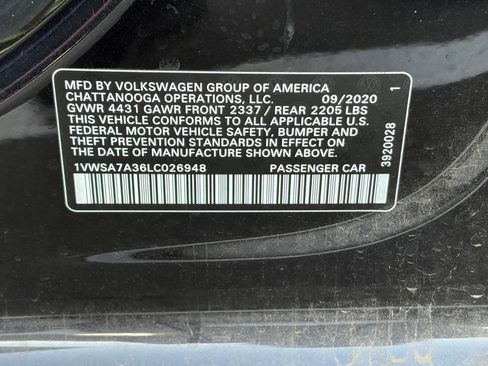 MFD BY VOLKSWAGEN GROUP OF AMERICA
CHATTANOOGA OPERATIONS, LLC. 09/2020
GVWR 4431 GAWR FRONT 2337 / REAR 2205 LBS
THIS VEHICLE CONFORMS TO ALL APPLICABLE U.S.
FEDERAL MOTOR VEHICLE SAFETY, BUMPER AND
THEFT PREVENTION STANDARDS IN EFFECT ON
THE DATE OF MANUFACTURE SHOWN ABOVE.
1VWSA7A36LC026948 PASSENGER CAR
3920028 1